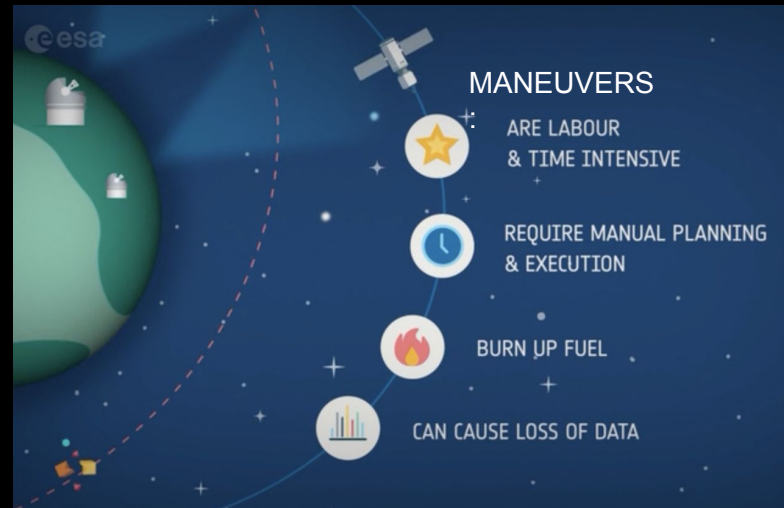 esa
MANEUVERS
:
ARE LABOUR
& TIME INTENSIVE
REQUIRE MANUAL PLANNING
& EXECUTION
BURN UP FUEL
CAN CAUSE LOSS OF DATA